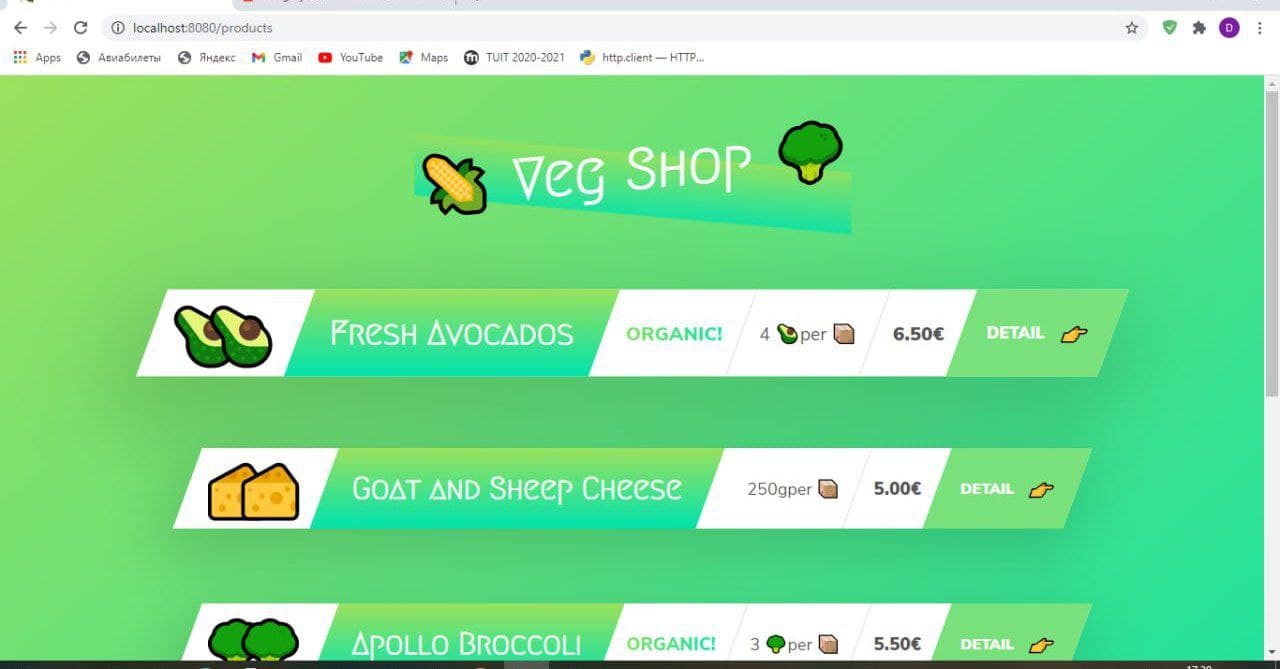 localhost:8080/products
Apps Авиабилеты Яндекс Gmail YouTube Maps TUIT 2020-2021 http.client — HTTP...
Veg Shop
Fresh Avocados ORGANIC! 4 per 6.50€ DETAIL
Goat and Sheep Cheese 250gper 5.00€ DETAIL
Apollo Broccoli ORGANIC! 3 per 5.50€ DETAIL